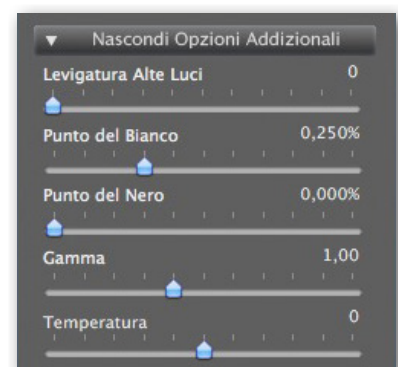 ▼ Nascondi Opzioni Addizionali
Levigatura Alte Luci 0
Punto del Bianco 0,250%
Punto del Nero 0,000%
Gamma 1,00
Temperatura 0